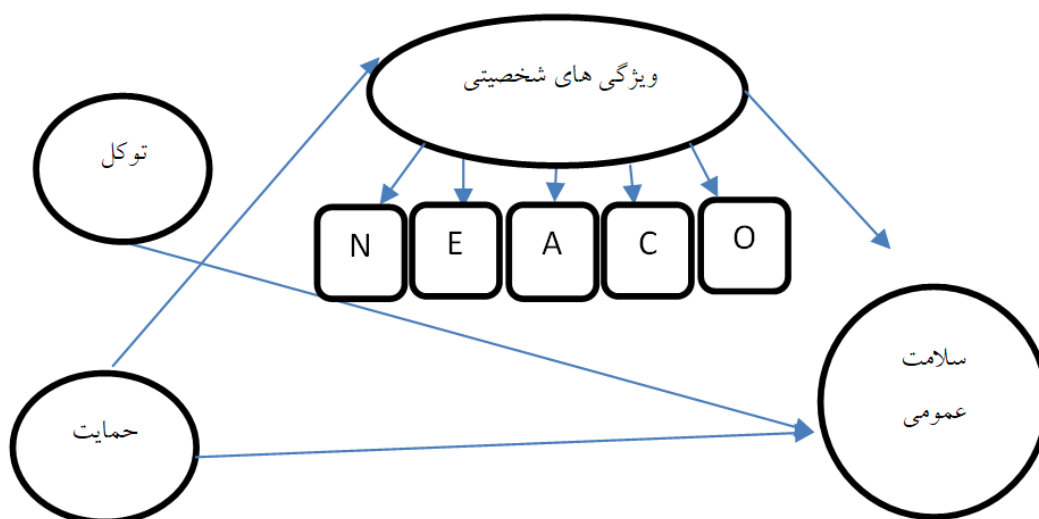 ویژگی های شخصیتی
توکل
N E A C O
سلامت
عمومی
حمایت